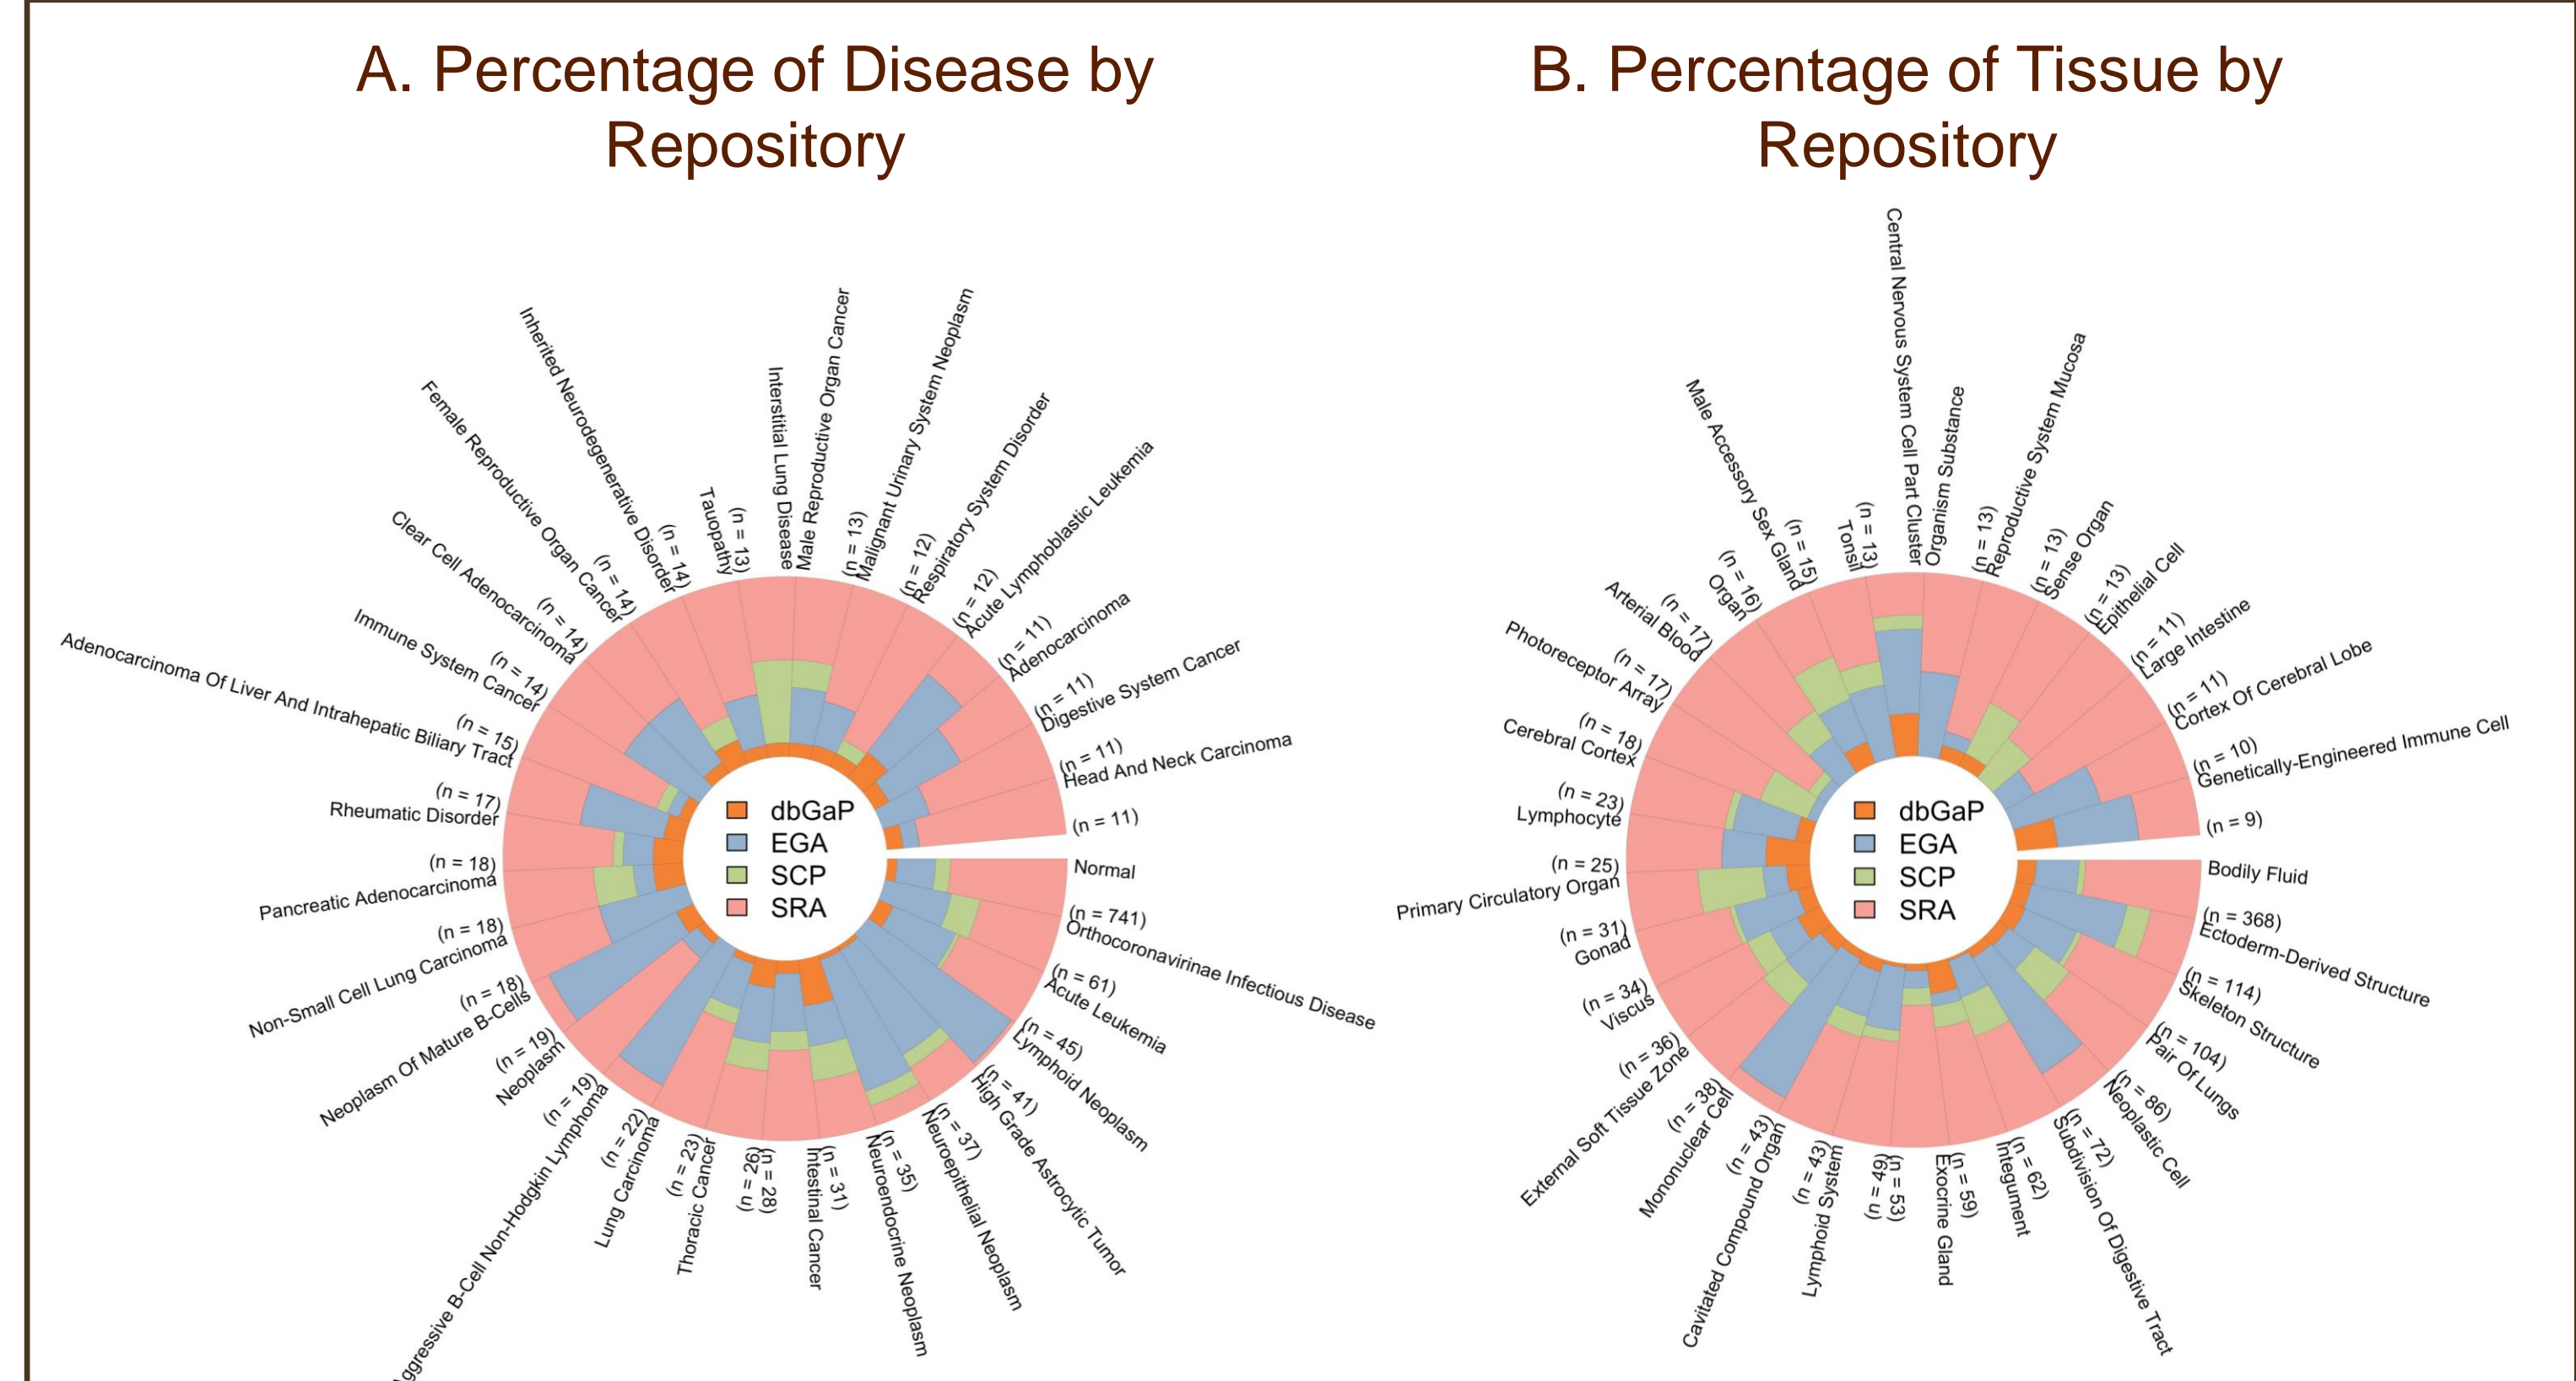 A. Percentage of Disease by
Repository
Normal
(n = 741)
Orthocoronavirinae Infectious Disease
(n = 61)
Acute Leukemia
(n = 45)
Lymphoid Neoplasm
(n = 41)
High Grade Astrocytic Tumor
(n = 37)
Neuroepithelial Neoplasm
(n = 35)
Neuroendocrine Neoplasm
(n = 31)
Intestinal Cancer
(n = 28)
(n = 26)
Thoracic Cancer
(n = 23)
Lung Carcinoma
(n = 22)
Aggressive B-Cell Non-Hodgkin Lymphoma
(n = 19)
Neoplasm
(n = 19)
Neoplasm Of Mature B-Cells
(n = 18)
Non-Small Cell Lung Carcinoma
(n = 18)
Pancreatic Adenocarcinoma
(n = 18)
Rheumatic Disorder
(n = 17)
Adenocarcinoma Of Liver And Intrahepatic Biliary Tract
(n = 15)
Immune System Cancer
(n = 14)
Clear Cell Adenocarcinoma
(n = 14)
Female Reproductive Organ Cancer
(n = 14)
Inherited Neurodegenerative Disorder
(n = 14)
Tauopathy
(n = 13)
Interstitial Lung Disease
Male Reproductive Organ Cancer
(n = 13)
Malignant Urinary System Neoplasm
(n = 12)
Respiratory System Disorder
(n = 12)
Acute Lymphoblastic Leukemia
(n = 11)
Adenocarcinoma
(n = 11)
Digestive System Cancer
(n = 11)
Head And Neck Carcinoma
(n = 11)
dbGaP
EGA
SCP
SRA
B. Percentage of Tissue by
Repository
Bodily Fluid
(n = 368)
Ectoderm-Derived Structure
(n = 114)
Skeleton Structure
(n = 104)
Pair Of Lungs
(n = 86)
Neoplastic Cell
(n = 72)
Subdivision Of Digestive Tract
(n = 62)
Integument
(n = 59)
Exocrine Gland
(n = 53)
(n = 49)
Lymphoid System
(n = 43)
Cavitated Compound Organ
(n = 43)
Mononuclear Cell
(n = 38)
External Soft Tissue Zone
(n = 36)
Viscus
(n = 34)
Gonad
(n = 31)
Primary Circulatory Organ
(n = 25)
Lymphocyte
(n = 23)
Cerebral Cortex
(n = 18)
Photoreceptor Array
(n = 17)
Arterial Blood
(n = 17)
Organ
(n = 16)
Male Accessory Sex Gland
(n = 15)
Tonsil
(n = 13)
Central Nervous System Cell Part Cluster
Organism Substance
(n = 13)
Reproductive System Mucosa
(n = 13)
Sense Organ
(n = 13)
Epithelial Cell
(n = 11)
Large Intestine
(n = 11)
Cortex Of Cerebral Lobe
(n = 10)
Genetically-Engineered Immune Cell
(n = 9)
dbGaP
EGA
SCP
SRA